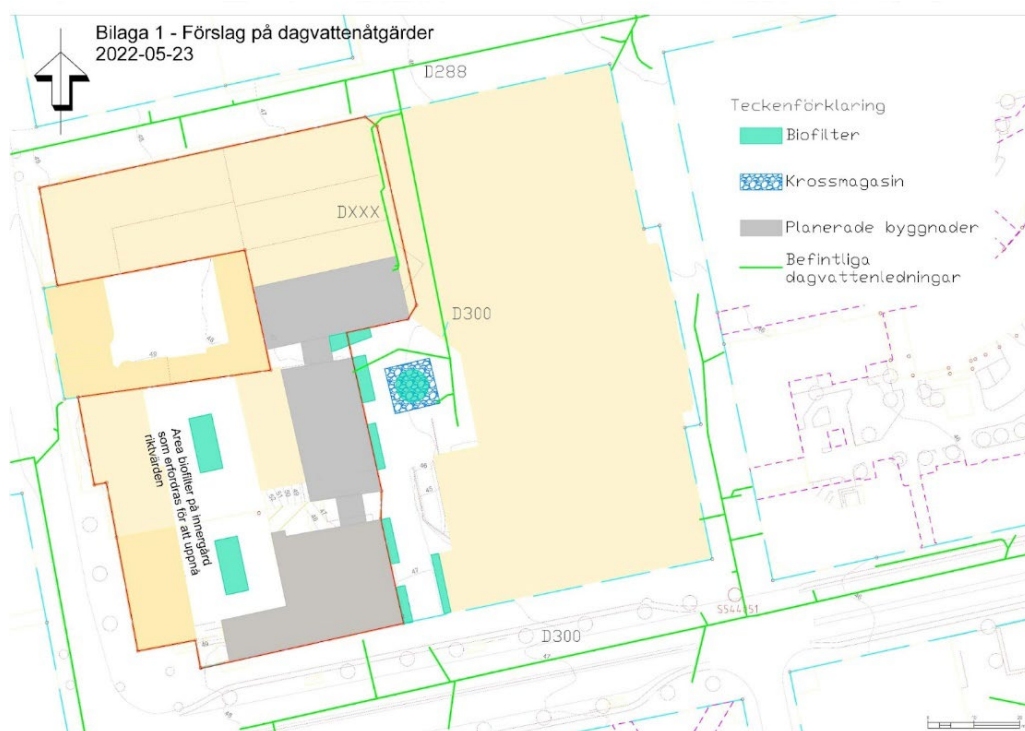 Bilaga 1 - Förslag på dagvattenåtgärder
2022-05-23
D288
Teckenförklaring
Biofilter
Krossmagasin
Planerade byggnader
Befintliga
dagvattenledningar
DXXX
D300
Area biofilter på innergård
som erfordras för att uppnå
riktvärden
D300